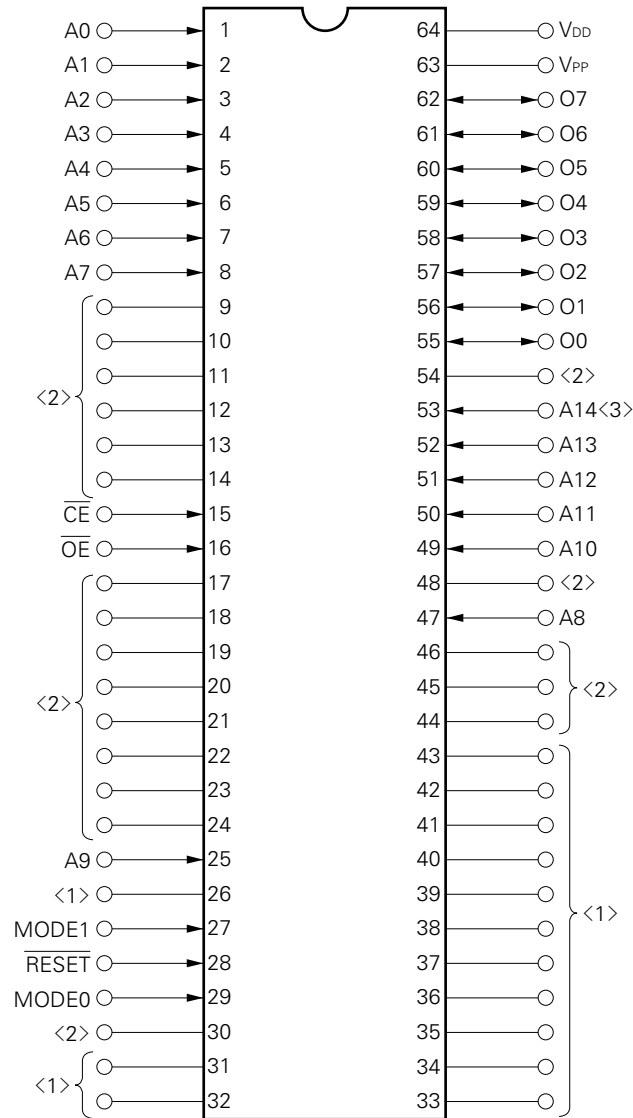 A0 1 64 VDD
A1 2 63 VPP
A2 3 62 O7
A3 4 61 O6
A4 5 60 O5
A5 6 59 O4
A6 7 58 O3
A7 8 57 O2
9 56 O1
10 55 O0
11 54 <2>
<2> 12 53 A14<3>
13 52 A13
14 51 A12
CE 15 50 A11
OE 16 49 A10
17 48 <2>
18 47 A8
19 46
<2> 20 45 <2>
21 44
22 43
23 42
24 41
A9 25 40
<1> 26 39 <1>
MODE1 27 38
RESET 28 37
MODE0 29 36
<2> 30 35
<1> 31 34
32 33